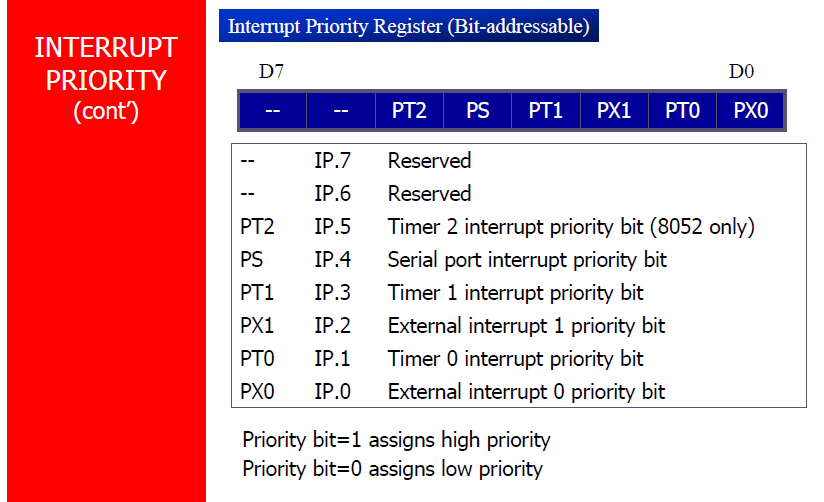 INTERRUPT
PRIORITY
(cont’)
Interrupt Priority Register (Bit-addressable)
D7 D0
-- -- PT2 PS PT1 PX1 PT0 PX0
-- IP.7 Reserved
-- IP.6 Reserved
PT2 IP.5 Timer 2 interrupt priority bit (8052 only)
PS IP.4 Serial port interrupt priority bit
PT1 IP.3 Timer 1 interrupt priority bit
PX1 IP.2 External interrupt 1 priority bit
PT0 IP.1 Timer 0 interrupt priority bit
PX0 IP.0 External interrupt 0 priority bit
Priority bit=1 assigns high priority
Priority bit=0 assigns low priority